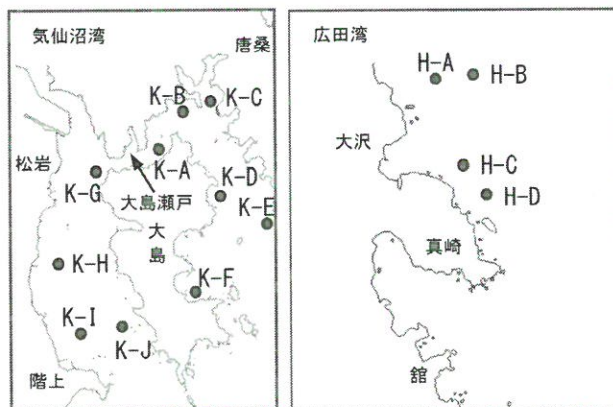 気仙沼湾
唐桑
K-B
K-C
松岩
K-A
K-G
大島瀬戸
K-D
大島
K-E
K-H
K-F
K-I
K-J
階上
広田湾
H-A
H-B
大沢
H-C
H-D
真崎
舘